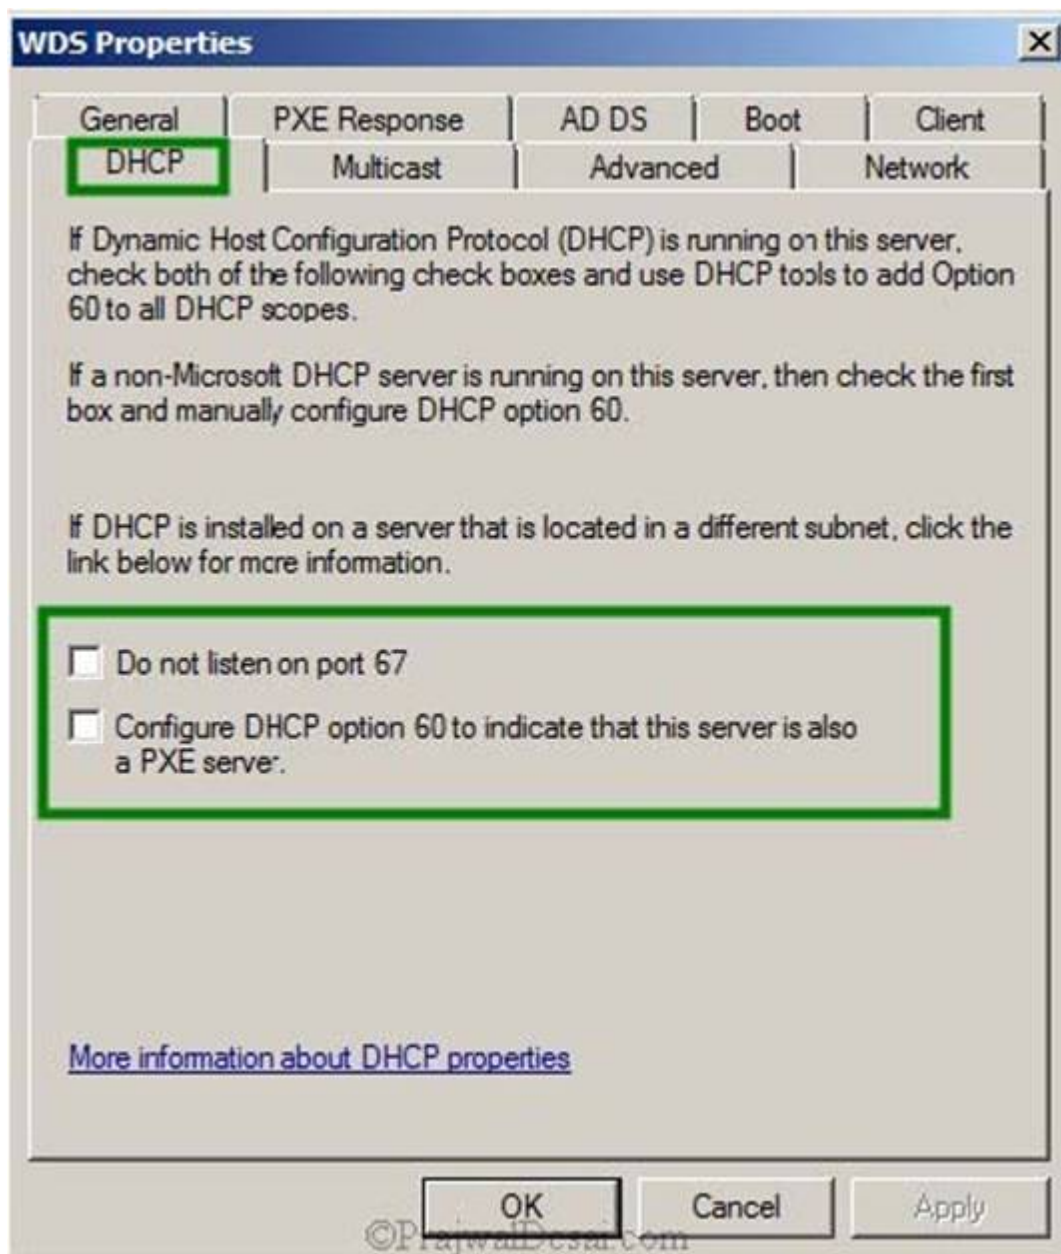 WDS Properties
General PXE Response AD DS Boot Client
DHCP Multicast Advanced Network
If Dynamic Host Configuration Protocol (DHCP) is running on this server,
check both of the following check boxes and use DHCP tools to add Option
60 to all DHCP scopes.
If a non-Microsoft DHCP server is running on this server, then check the first
box and manually configure DHCP option 60.
If DHCP is installed on a server that is located in a different subnet, click the
link below for more information.
Do not listen on port 67
Configure DHCP option 60 to indicate that this server is also
a PXE server.
More information about DHCP properties
OK Cancel Apply
©PrajwalDesai.com